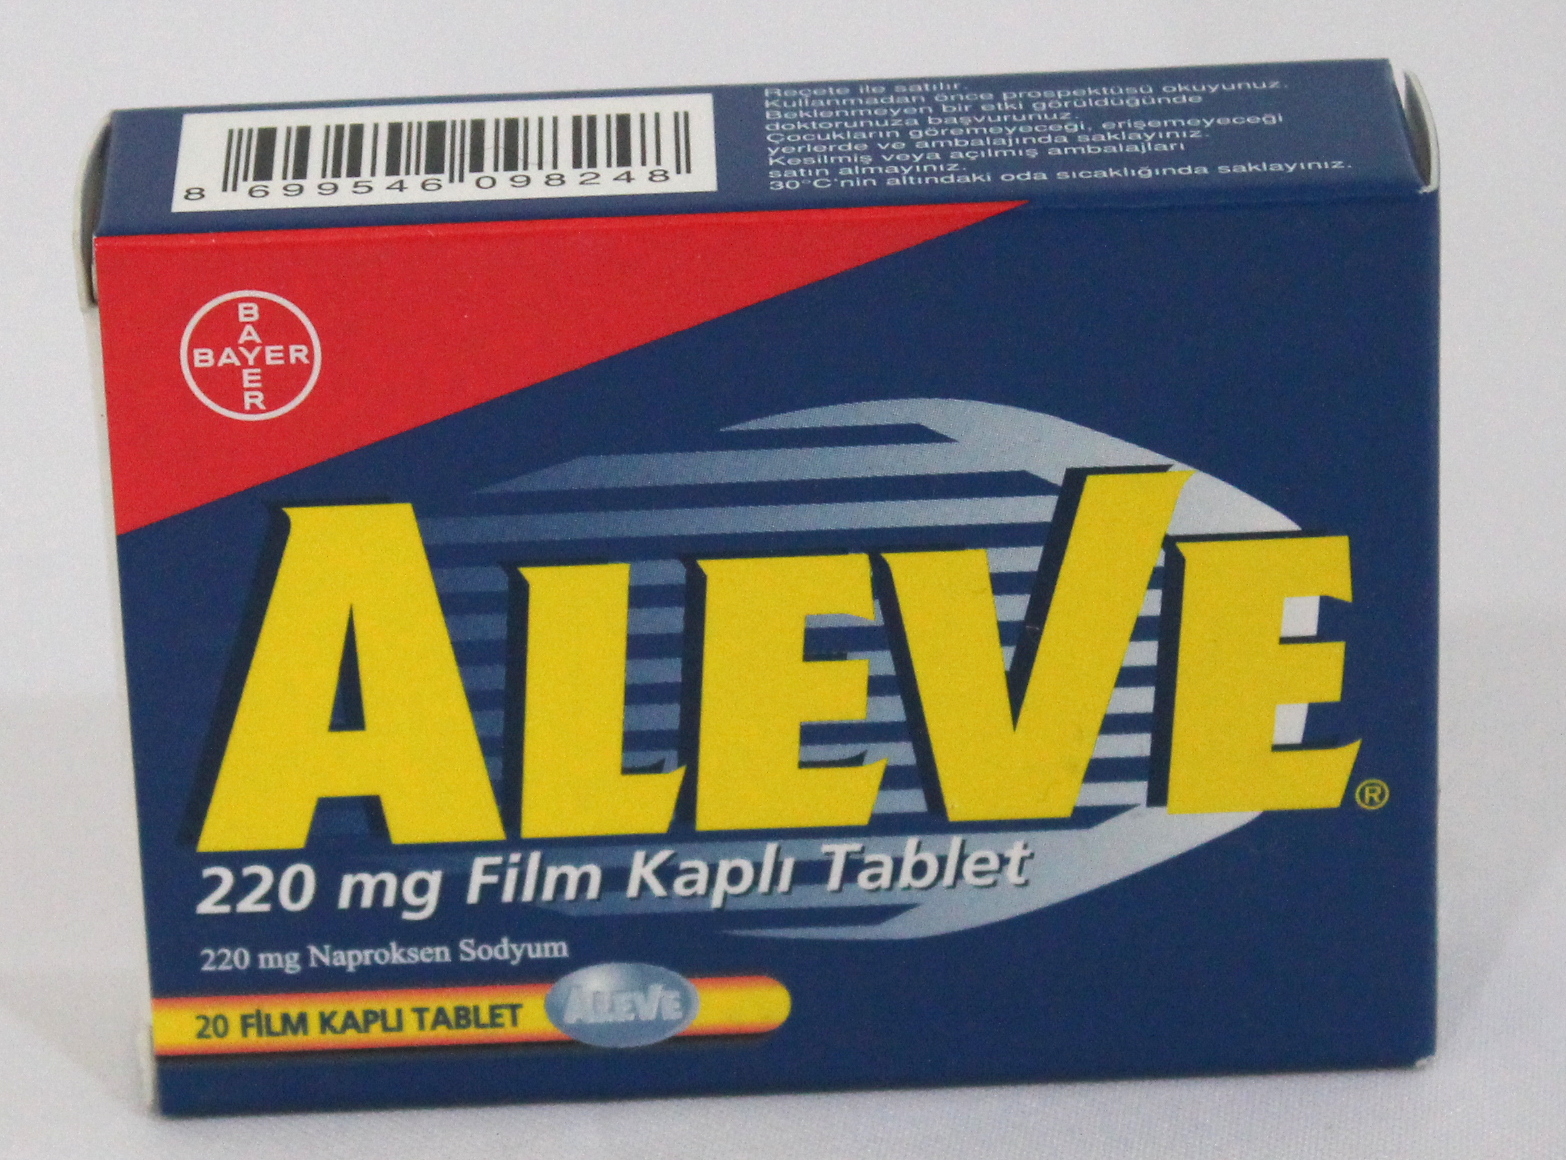 8 699546 098248
Reçete ile satılır.
Kullanmadan önce prospektüsü okuyunuz.
Beklenmeyen bir etki görüldüğünde
doktorunuza başvurunuz.
Çocukların göremeyeceği, erişemeyeceği
yerlerde ve ambalajında saklayınız.
Kesilmiş veya açılmış ambalajları
satın almayınız.
30°C'nin altındaki oda sıcaklığında saklayınız.
BAYER
BAYER
ALEVE®
220 mg Film Kaplı Tablet
220 mg Naproksen Sodyum
20 FİLM KAPLI TABLET
ALEVE